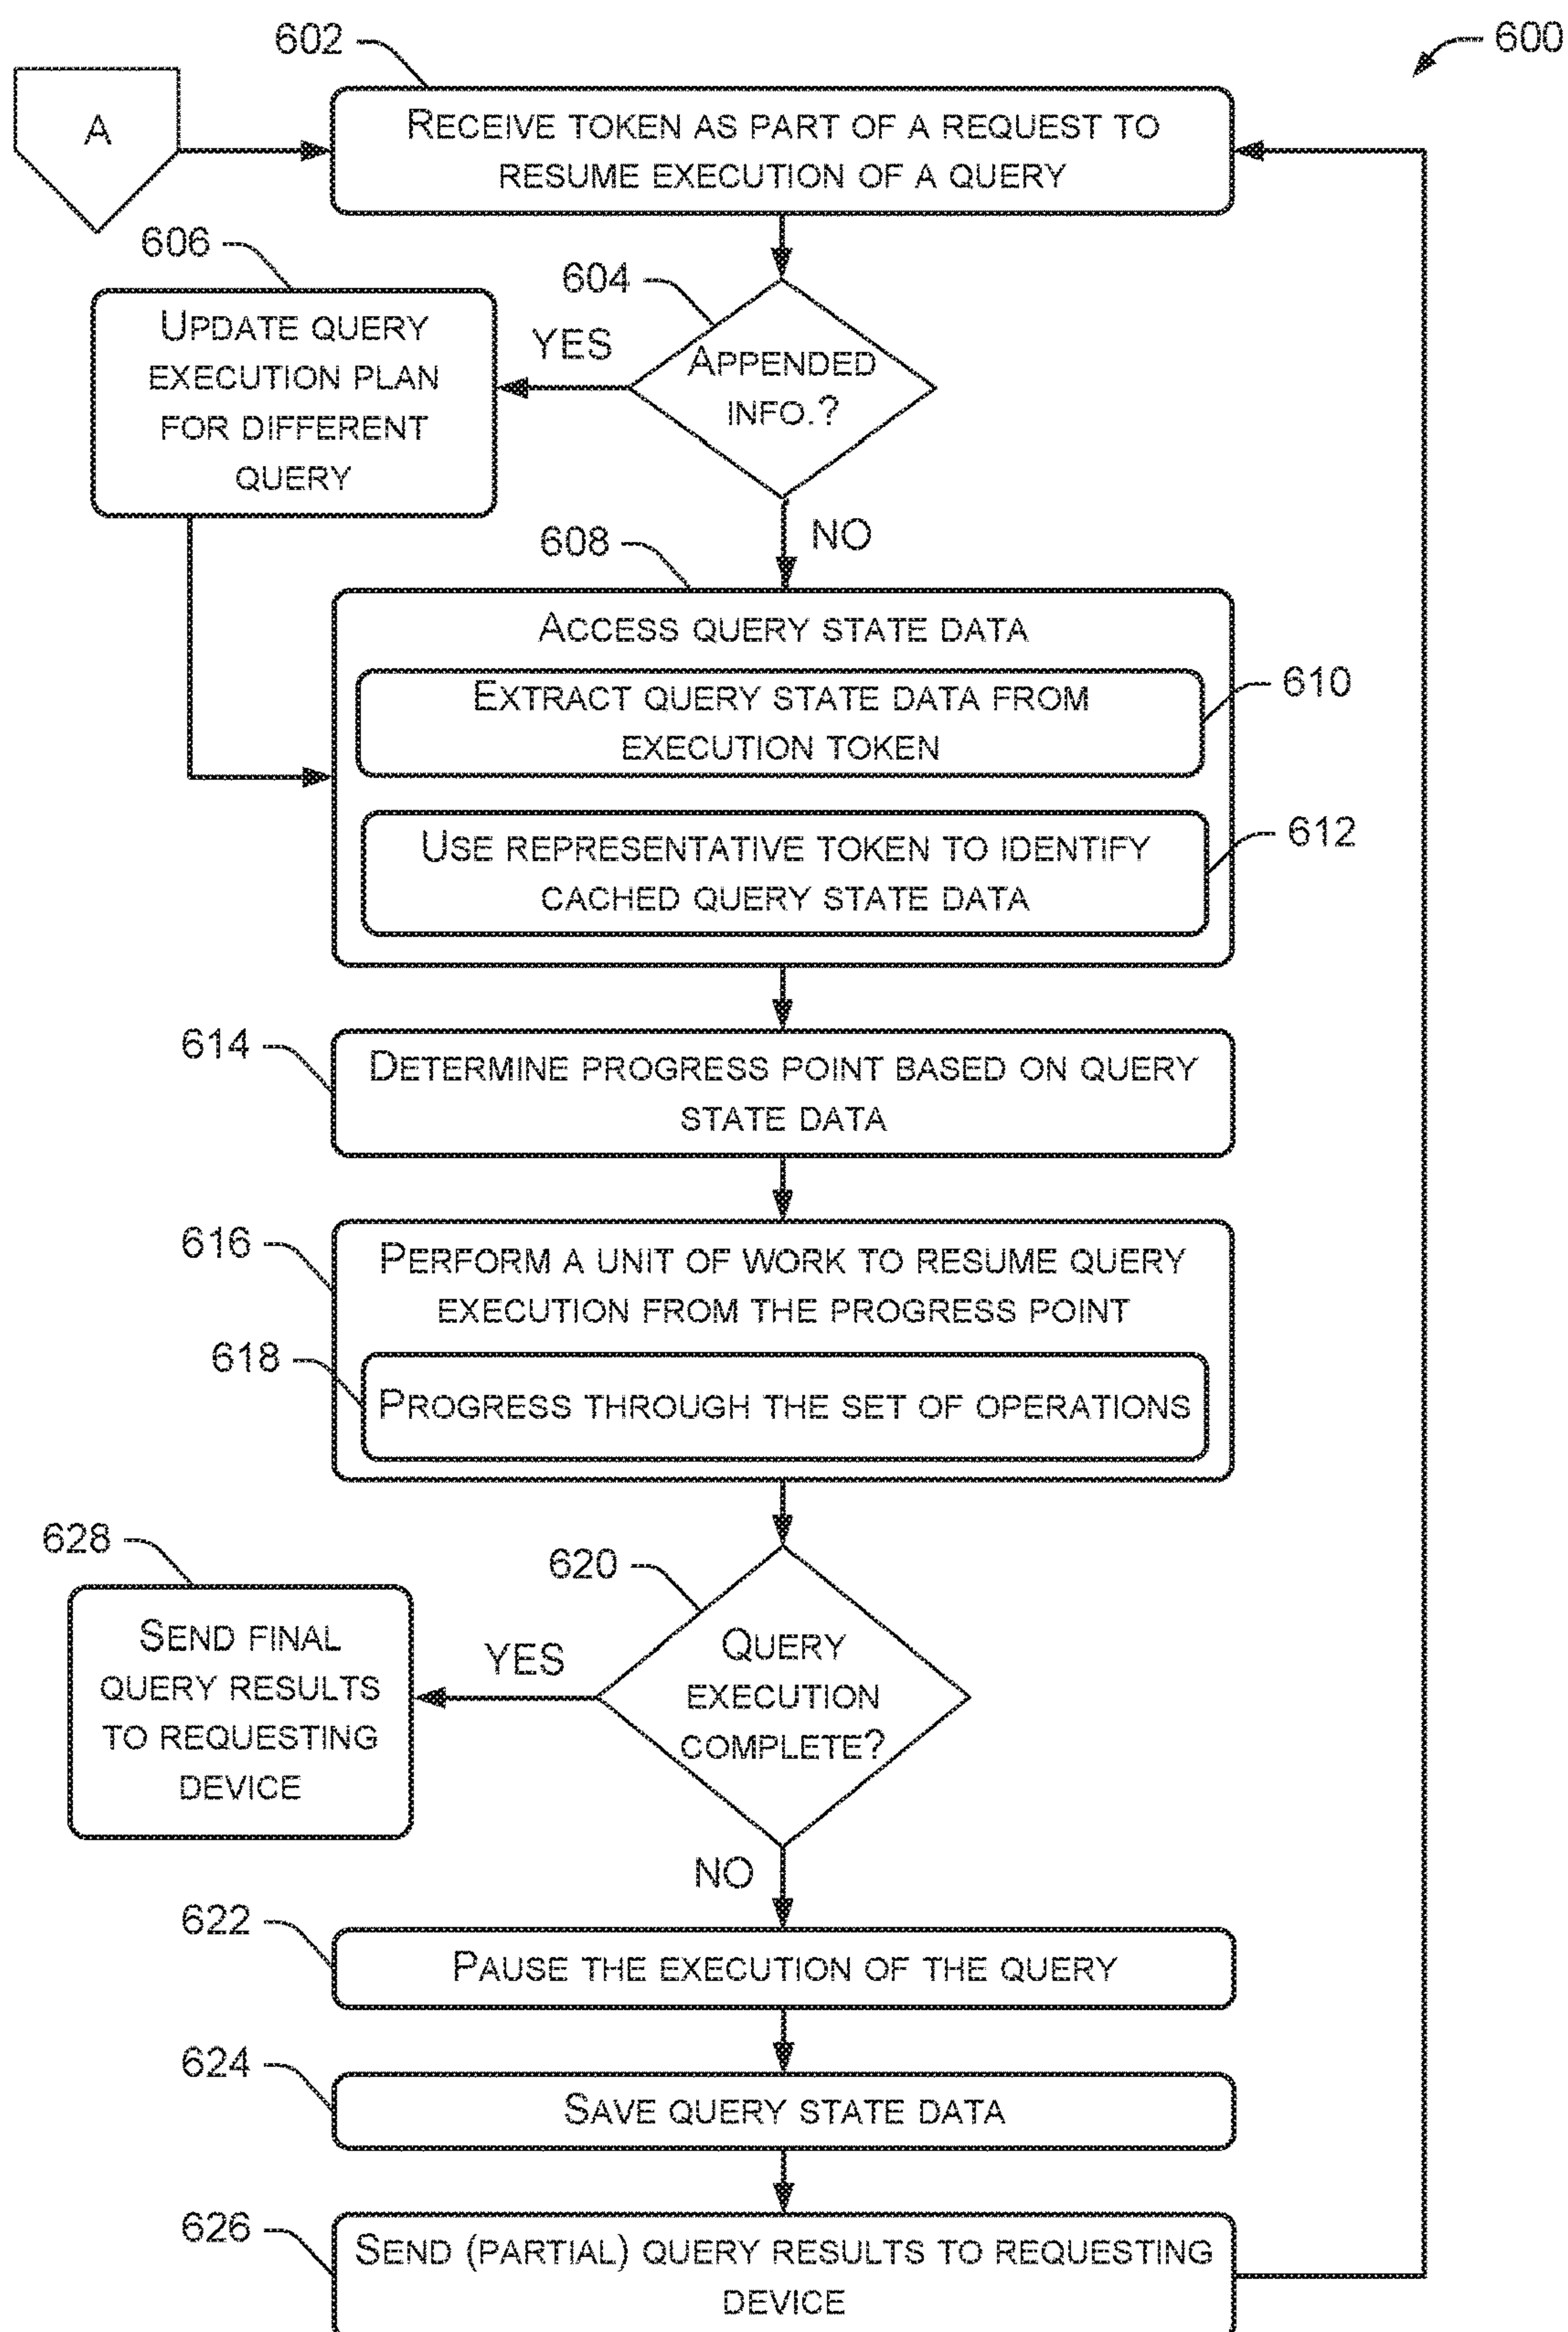 602
600
A
RECEIVE TOKEN AS PART OF A REQUEST TO
RESUME EXECUTION OF A QUERY
606
604
UPDATE QUERY
EXECUTION PLAN
FOR DIFFERENT
QUERY
YES
APPENDED
INFO.?
NO
608
ACCESS QUERY STATE DATA
EXTRACT QUERY STATE DATA FROM
EXECUTION TOKEN
610
USE REPRESENTATIVE TOKEN TO IDENTIFY
CACHED QUERY STATE DATA
612
614
DETERMINE PROGRESS POINT BASED ON QUERY
STATE DATA
616
PERFORM A UNIT OF WORK TO RESUME QUERY
EXECUTION FROM THE PROGRESS POINT
618
PROGRESS THROUGH THE SET OF OPERATIONS
628
620
SEND FINAL
QUERY RESULTS
TO REQUESTING
DEVICE
YES
QUERY
EXECUTION
COMPLETE?
NO
622
PAUSE THE EXECUTION OF THE QUERY
624
SAVE QUERY STATE DATA
626
SEND (PARTIAL) QUERY RESULTS TO REQUESTING
DEVICE